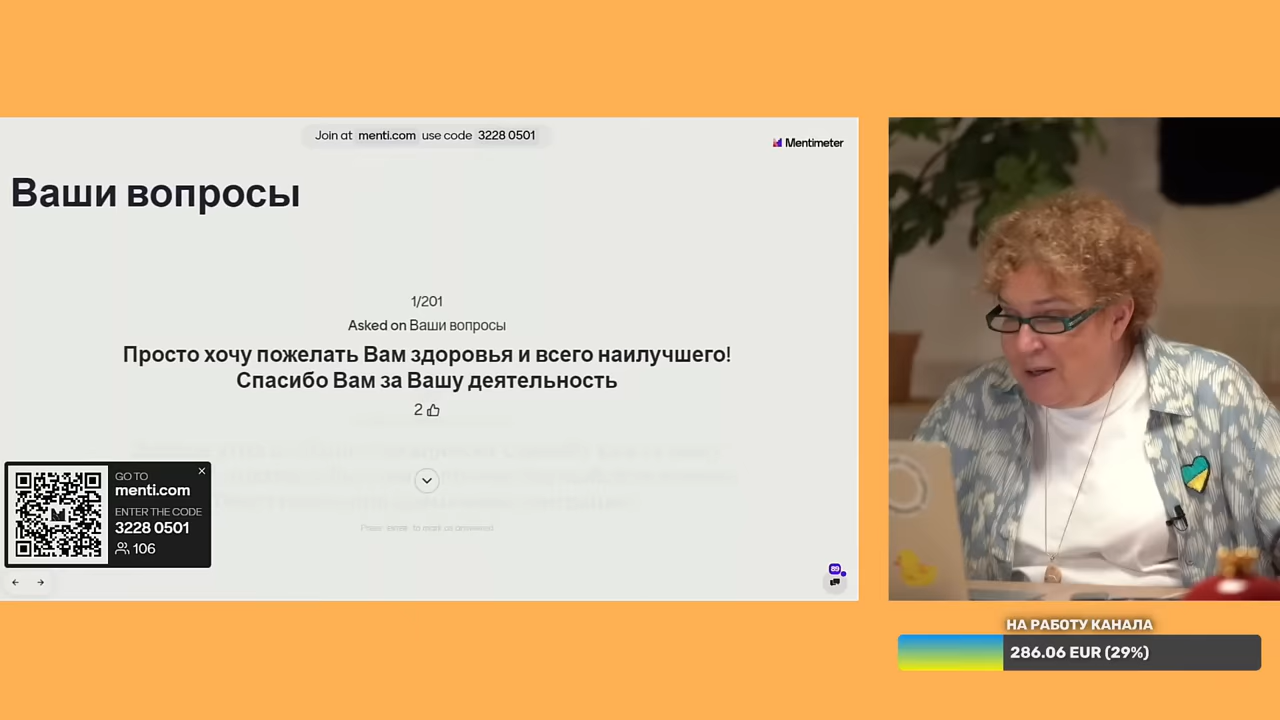 Join at menti.com use code 3228 0501
Mentimeter
Ваши вопросы
1/201
Asked on Ваши вопросы
Просто хочу пожелать Вам здоровья и всего наилучшего!
Спасибо Вам за Вашу деятельность
2
GO TO
menti.com
ENTER THE CODE
3228 0501
106
89
НА РАБОТУ КАНАЛА
286.06 EUR (29%)